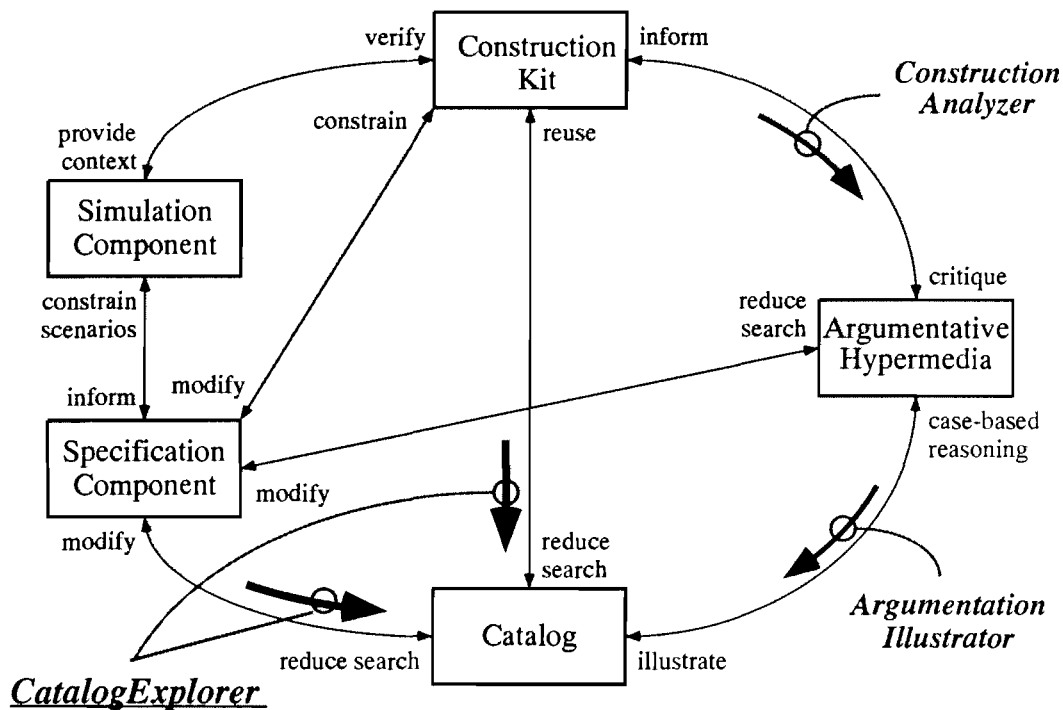 verify
Construction
Kit
inform
Construction
Analyzer
constrain
reuse
provide
context
Simulation
Component
critique
constrain
scenarios
reduce
search
Argumentative
Hypermedia
inform
modify
case-based
reasoning
Specification
Component
modify
modify
reduce
search
Catalog
reduce search
illustrate
Argumentation
Illustrator
CatalogExplorer